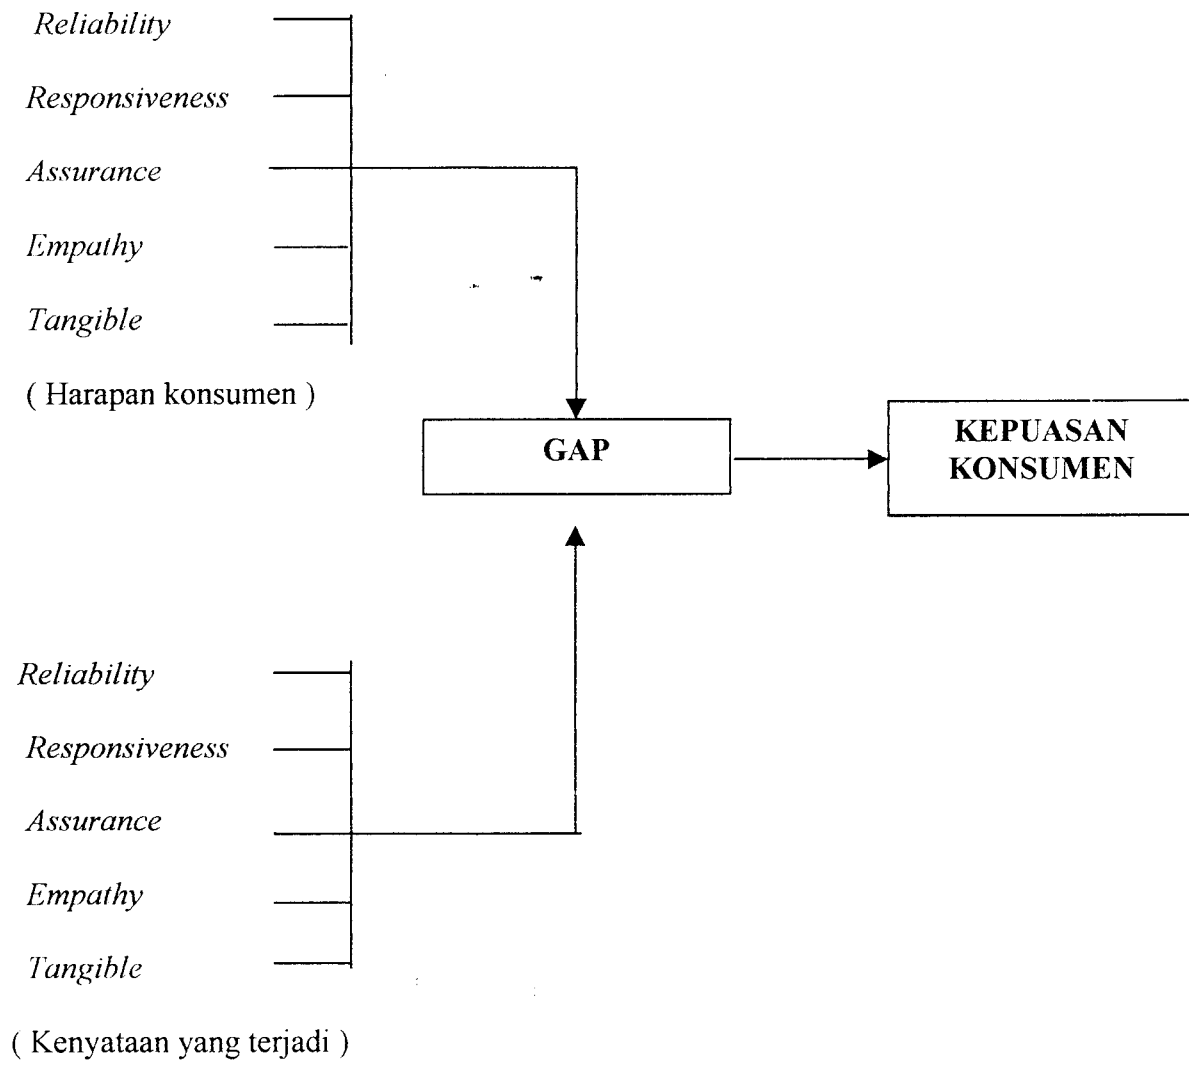 Reliability
Responsiveness
Assurance
Empathy
Tangible
( Harapan konsumen )
GAP
KEPUASAN
KONSUMEN
Reliability
Responsiveness
Assurance
Empathy
Tangible
( Kenyataan yang terjadi )